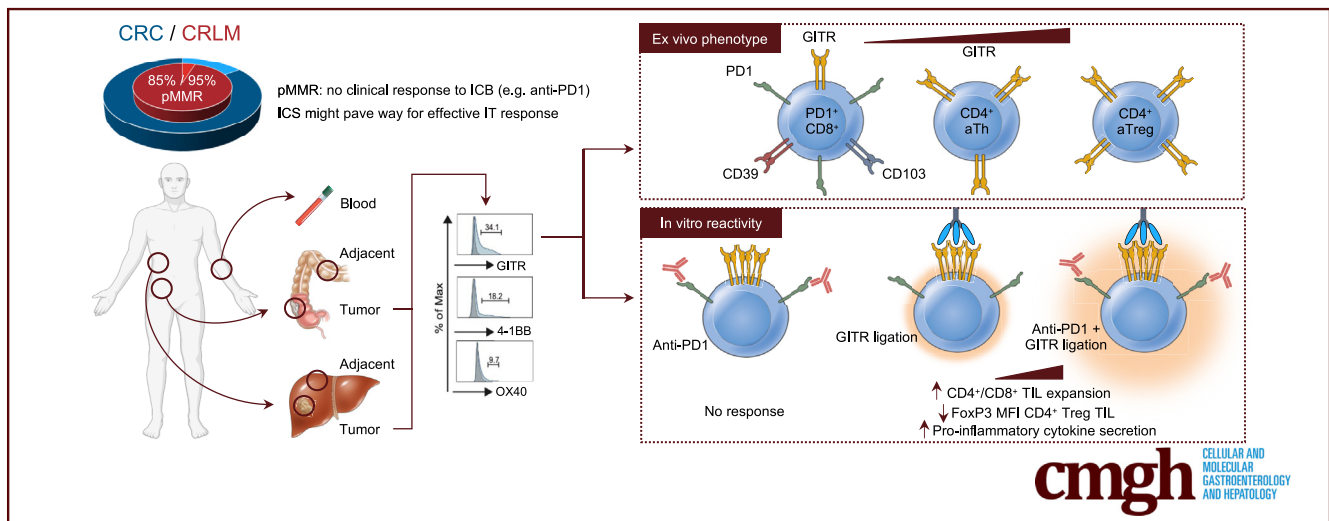 CRC / CRLM
85% 95%
pMMR
pMMR: no clinical response to ICB (e.g. anti-PD1)
ICS might pave way for effective IT response
Blood
Adjacent
Tumor
Adjacent
Tumor
% of Max
34.1
GITR
18.2
4-1BB
9.7
OX40
Ex vivo phenotype
GITR
GITR
PD1
PD1⁺
CD8⁺
CD39
CD103
CD4⁺
aTh
CD4⁺
aTreg
In vitro reactivity
Anti-PD1
No response
GITR ligation
Anti-PD1 +
GITR ligation
CD4⁺/CD8⁺ TIL expansion
FoxP3 MFI CD4⁺ Treg TIL
Pro-inflammatory cytokine secretion
cmgh
CELLULAR AND
MOLECULAR
GASTROENTEROLOGY
AND HEPATOLOGY